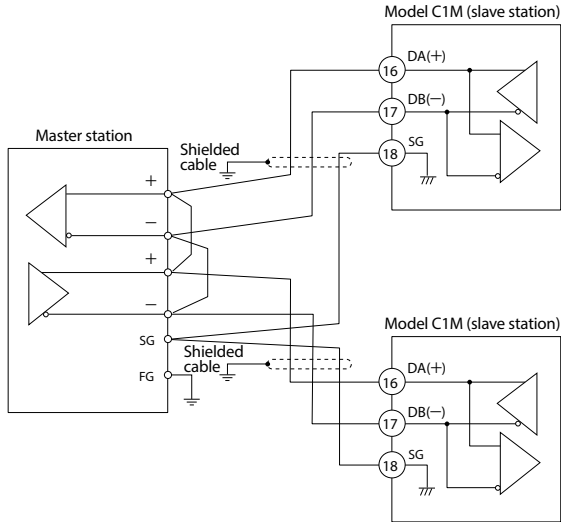 Model C1M (slave station)
16 DA(+)
17 DB(−)
18 SG
Master station
Shielded
cable
+
−
+
−
SG
FG
Shielded
cable
Model C1M (slave station)
16 DA(+)
17 DB(−)
18 SG